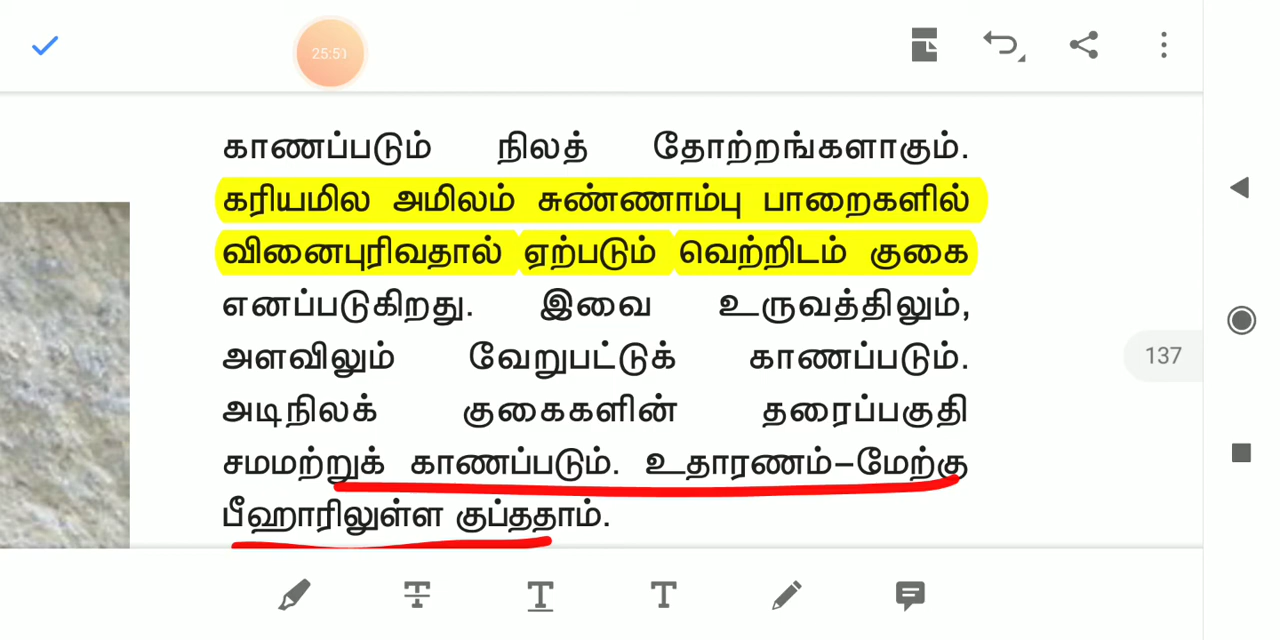 25:51
காணப்படும் நிலத் தோற்றங்களாகும்.
கரியமில அமிலம் சுண்ணாம்பு பாறைகளில்
வினைபுரிவதால் ஏற்படும் வெற்றிடம் குகை
எனப்படுகிறது. இவை உருவத்திலும்,
அளவிலும் வேறுபட்டுக் காணப்படும்.
137
அடிநிலக் குகைகளின் தரைப்பகுதி
சமமற்றுக் காணப்படும். உதாரணம்–மேற்கு
பீஹாரிலுள்ள குப்ததாம்.